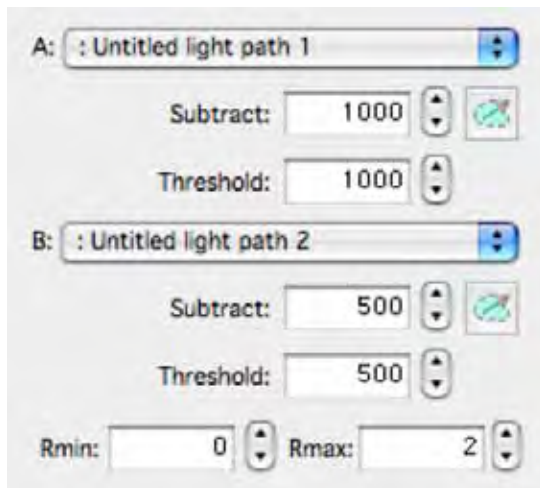 A: : Untitled light path 1
Subtract: 1000
Threshold: 1000
B: : Untitled light path 2
Subtract: 500
Threshold: 500
Rmin: 0 Rmax: 2